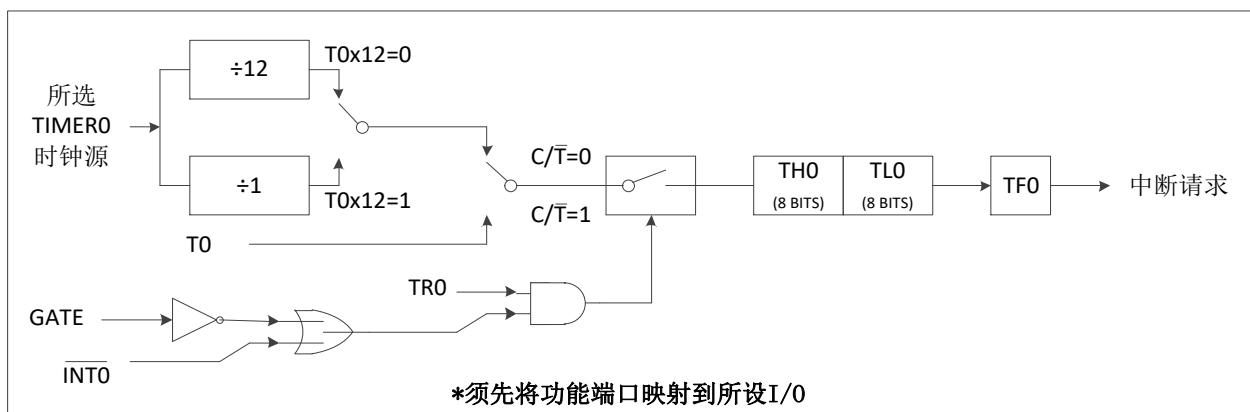 ÷12
T0x12=0
所选
TIMER0
时钟源
÷1
T0x12=1
C/T̅=0
C/T̅=1
T0
TH0
(8 BITS)
TL0
(8 BITS)
TF0
中断请求
TR0
GATE
I̅N̅T̅0̅
*须先将功能端口映射到所设I/O